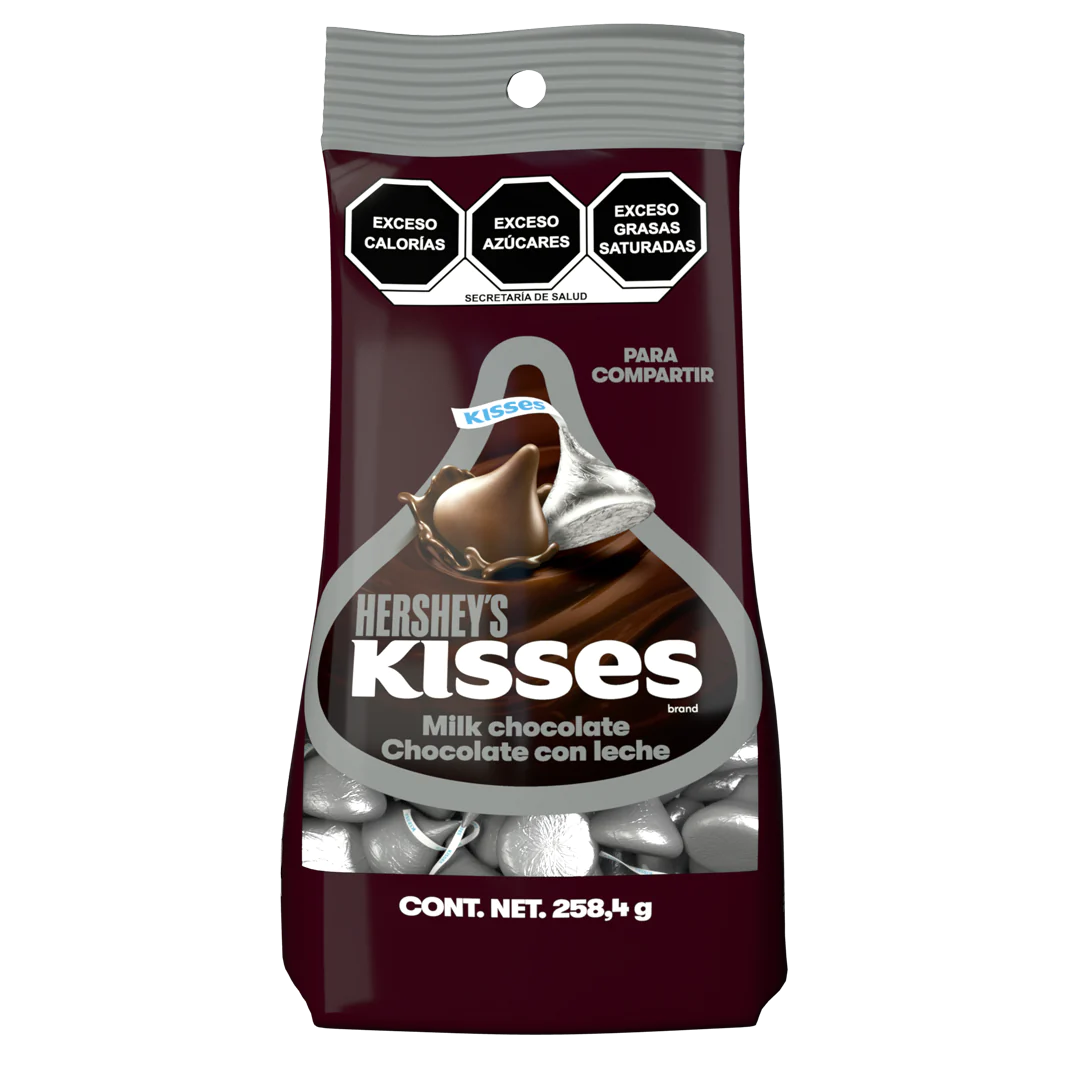 EXCESO
CALORÍAS
EXCESO
AZÚCARES
EXCESO
GRASAS
SATURADAS
SECRETARÍA DE SALUD
PARA
COMPARTIR
KISSES
HERSHEY'S
KISSES
brand
Milk chocolate
Chocolate con leche
CONT. NET. 258,4 g